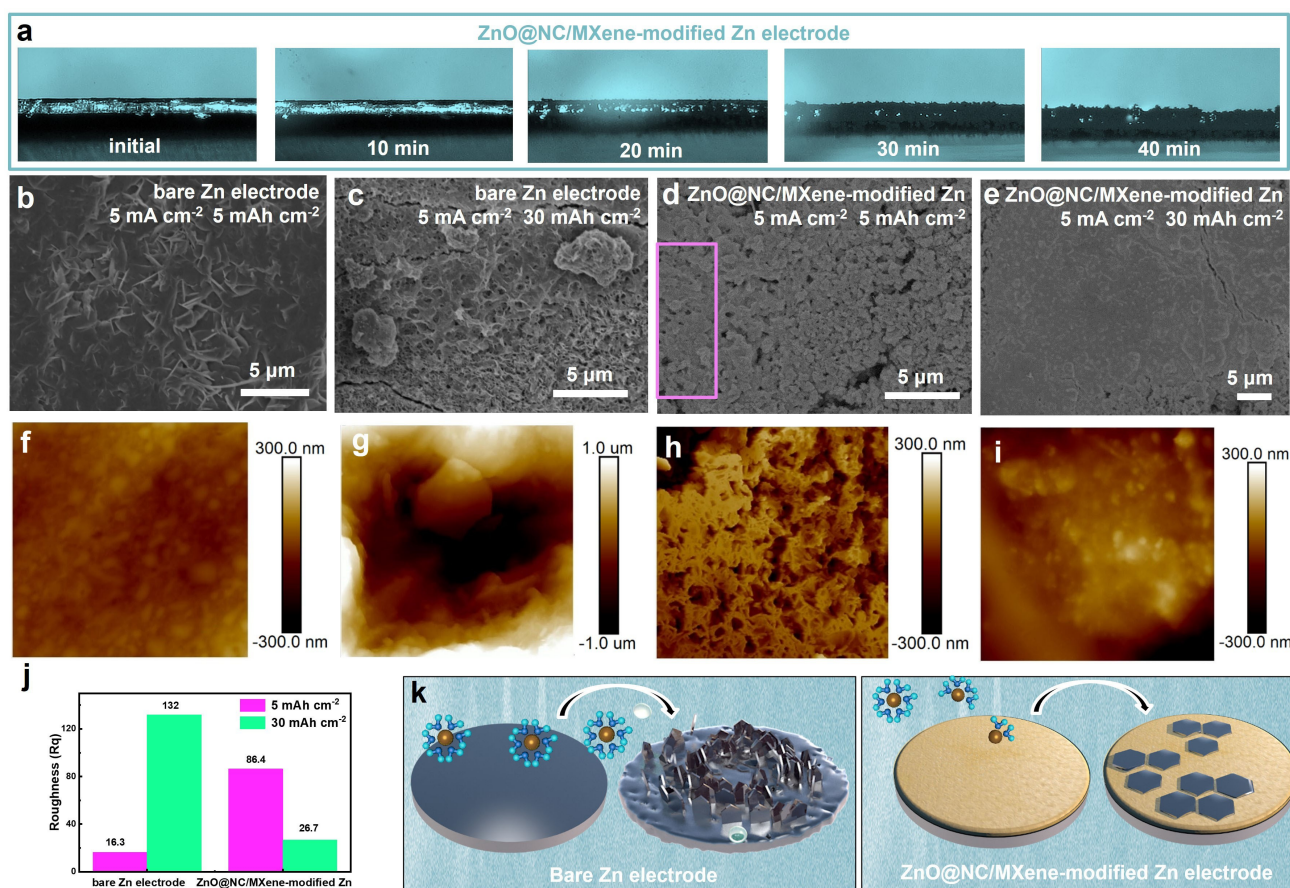 a
ZnO@NC/MXene-modified Zn electrode
initial
10 min
20 min
30 min
40 min
b
bare Zn electrode
5 mA cm⁻² 5 mAh cm⁻²
5 μm
c
bare Zn electrode
5 mA cm⁻² 30 mAh cm⁻²
5 μm
d
ZnO@NC/MXene-modified Zn
5 mA cm⁻² 5 mAh cm⁻²
5 μm
e
ZnO@NC/MXene-modified Zn
5 mA cm⁻² 30 mAh cm⁻²
5 μm
f
300.0 nm
-300.0 nm
g
1.0 um
-1.0 um
h
300.0 nm
-300.0 nm
i
300.0 nm
-300.0 nm
j
Roughness (Rq)
120
80
40
0
5 mAh cm⁻²
30 mAh cm⁻²
16.3
132
86.4
26.7
bare Zn electrode
ZnO@NC/MXene-modified Zn
k
Bare Zn electrode
ZnO@NC/MXene-modified Zn electrode